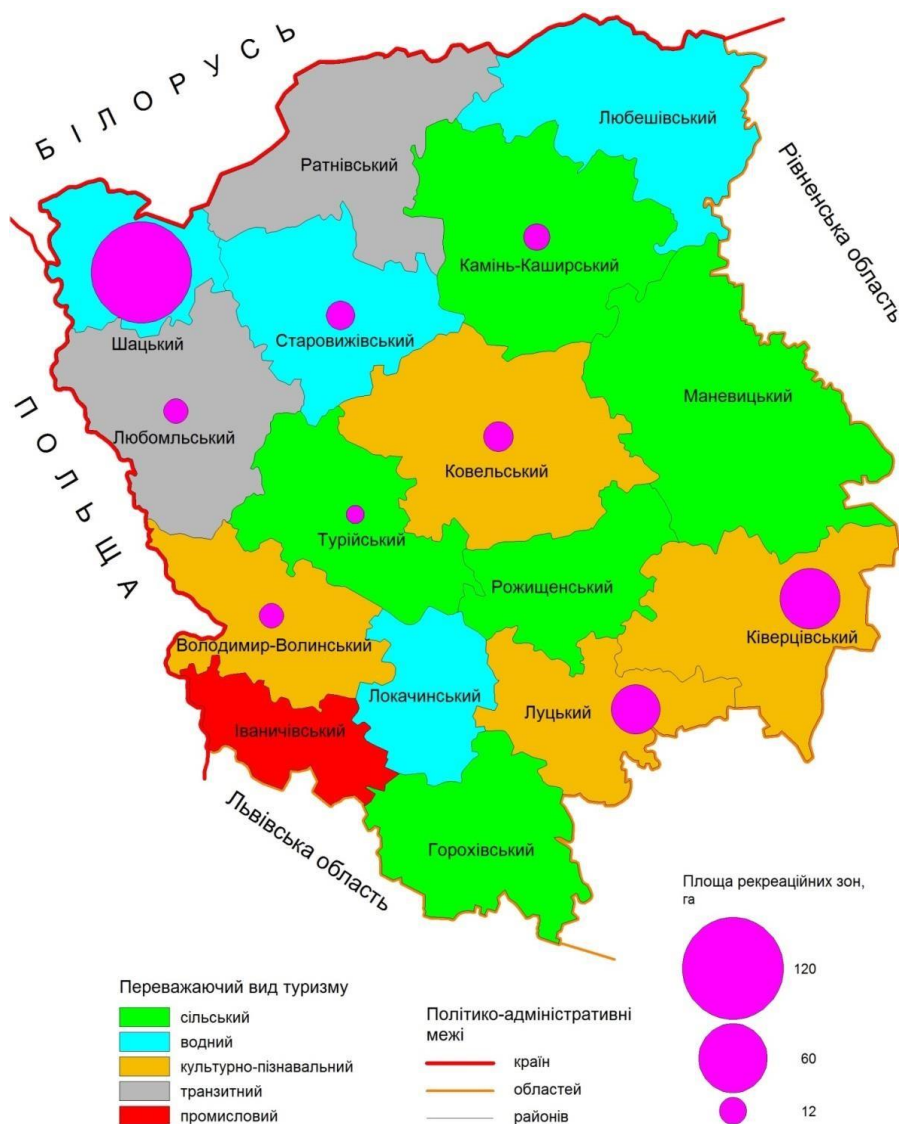 БІЛОРУСЬ
Любешівський
Ратнівський
Рівненська область
Камінь-Каширський
Старовижівський
Шацький
ПОЛЬЩА
Маневицький
Любомльський
Ковельський
Турійський
Рожищенський
Ківерцівський
Володимир-Волинський
Локачинський
Луцький
Іваничівський
Львівська область
Горохівський
Площа рекреаційних зон,
га
120
60
12
Переважаючий вид туризму
сільський
водний
культурно-пізнавальний
транзитний
промисловий
Політико-адміністративні
межі
країн
областей
районів